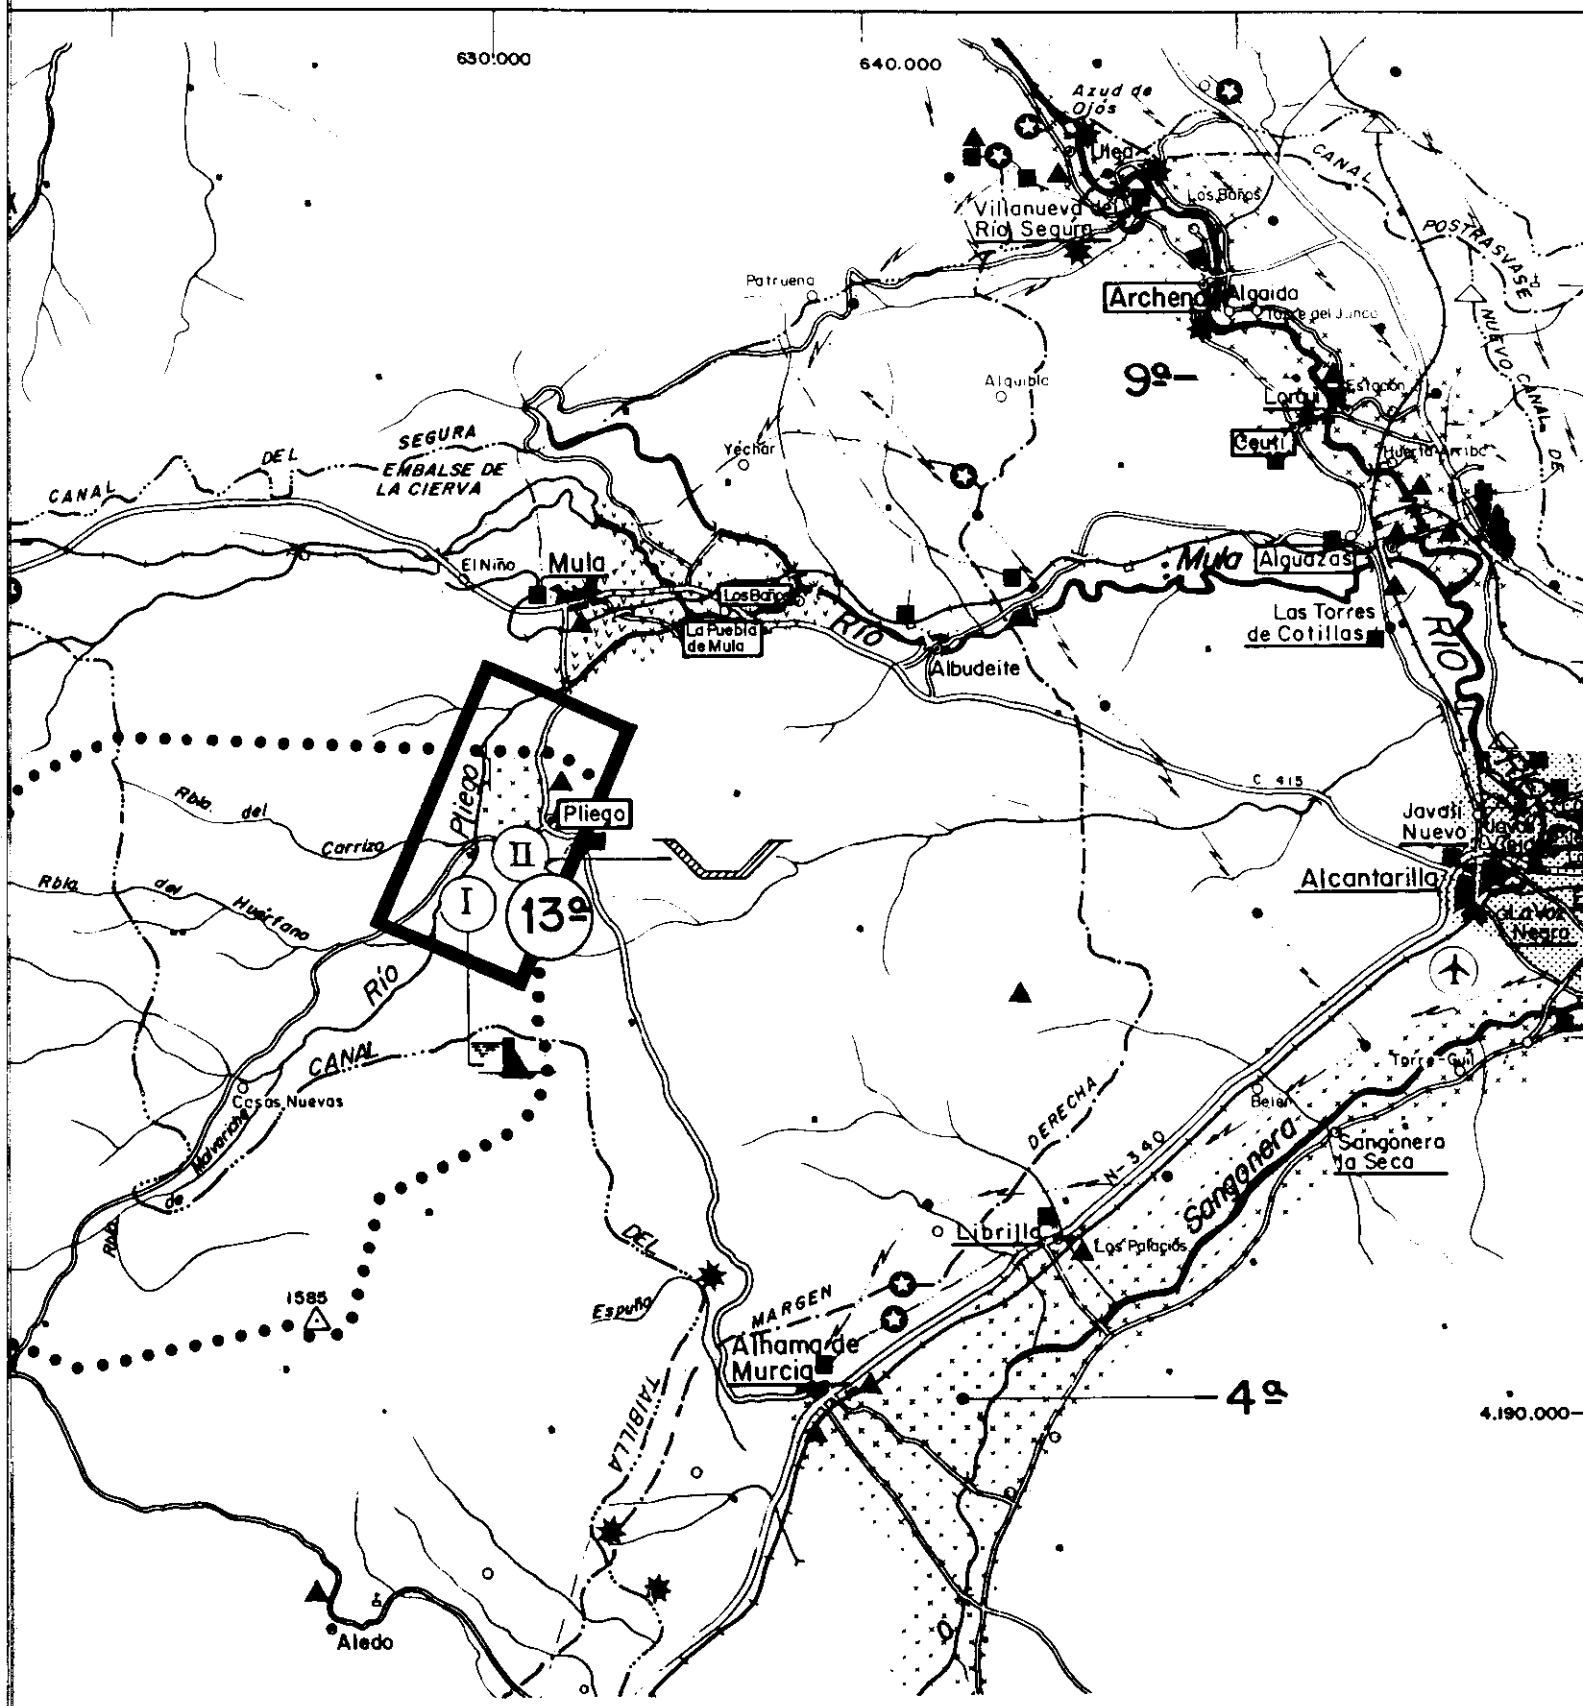 630.000
640.000
Azud de
Ojós
Ulea
CANAL
Los Baños
Villanueva del
Río Segura
POSTRASVASE
Patruena
Archena
Algaida
Torre del Junco
NUEVO CANAL DE
9ª
Alquibla
Estación
Lorquí
Ceutí
Huerta Arriba
SEGURA
DEL
CANAL
EMBALSE DE
LA CIERVA
Yéchar
El Niño
Mula
Los Baños
La Puebla
de Mula
Río
Mula
Alguazas
Las Torres
de Cotillas
RIO
Albudeite
Pliego
Pliego
C 415
Rbla. del
Carrizo
Rbla. del
Huérfano
I
II
13ª
Javalí
Nuevo
Javalí
Viejo
Alcantarilla
La Voz
Negra
Río
CANAL
Casas Nuevas
Rbla. de
Malvariche
Torre-Guil
Belén
DERECHA
N-340
Sangonera
Sangonera
la Seca
Librilla
Los Palacios
DEL
Espuña
1585
MARGEN
Alhama de
Murcia
TAIBILLA
4ª
4.190.000
Aledo